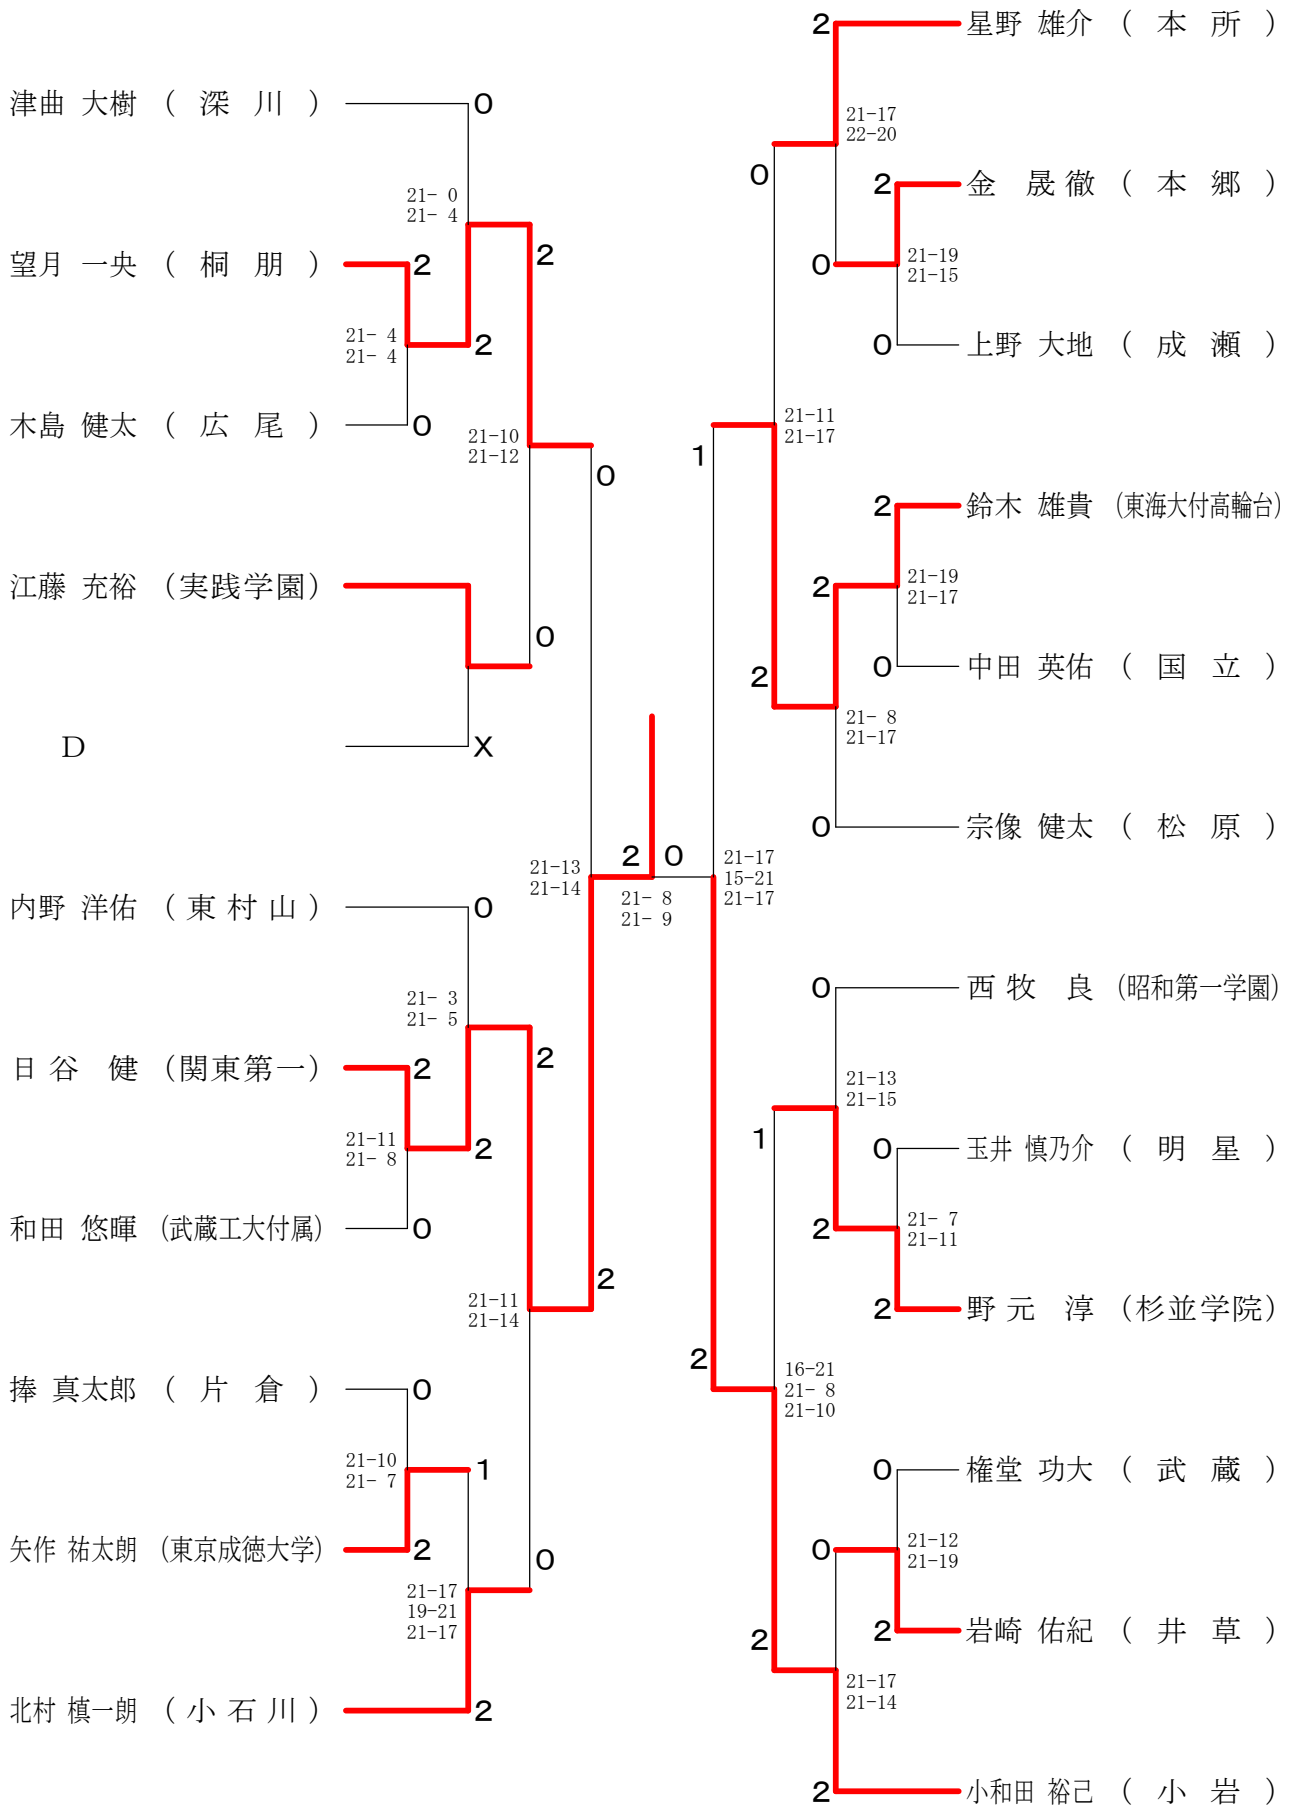 津曲 大樹 ( 深 川 ) 0
21- 0
21- 4
望月 一央 ( 桐 朋 ) 2
2
21- 4
21- 4
2
木島 健太 ( 広 尾 ) 0
21-10
21-12
0
江藤 充裕 (実践学園)
0
D X
内野 洋佑 ( 東 村 山 ) 0
21- 3
21- 5
日 谷 健 (関東第一) 2
2
21-11
21- 8
2
和田 悠暉 (武蔵工大付属) 0
21-11
21-14
2
捧 真太郎 ( 片 倉 ) 0
21-10
21- 7
1
矢作 祐太朗 (東京成徳大学) 2
0
21-17
19-21
21-17
北村 槙一朗 ( 小 石 川 ) 2
21-13
21-14
2 0
21- 8
21- 9
21-17
15-21
21-17
2 星野 雄介 ( 本 所 )
21-17
22-20
0
2 金 晟 徹 ( 本 郷 )
0
21-19
21-15
0 上野 大地 ( 成 瀬 )
21-11
21-17
1
2 鈴木 雄貴 (東海大付高輪台)
2
21-19
21-17
0 中田 英佑 ( 国 立 )
2
21- 8
21-17
0 宗像 健太 ( 松 原 )
0 西 牧 良 (昭和第一学園)
21-13
21-15
1
0 玉井 慎乃介 ( 明 星 )
2
21- 7
21-11
2 野 元 淳 (杉並学院)
2
16-21
21- 8
21-10
0 権堂 功大 ( 武 蔵 )
0
21-12
21-19
2 岩崎 佑紀 ( 井 草 )
2
21-17
21-14
2 小和田 裕己 ( 小 岩 )